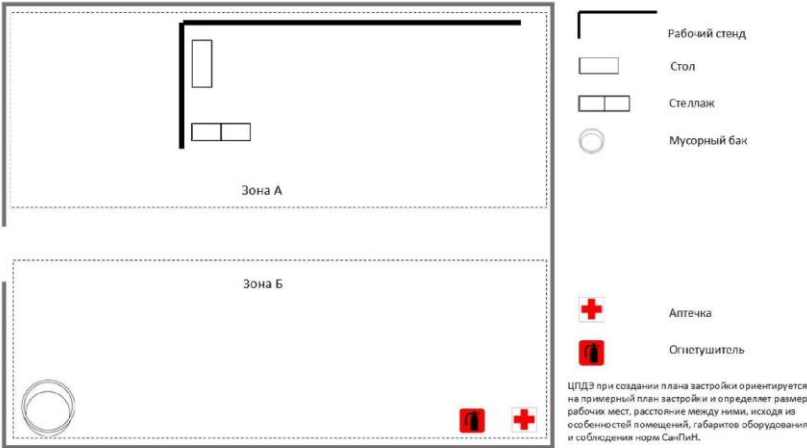 Рабочий стенд
Стол
Стеллаж
Мусорный бак
Зона А
Зона Б
Аптечка
Огнетушитель
ЦПДЭ при создании плана застройки ориентируется
на примерный план застройки и определяет размер
рабочих мест, расстояние между ними, исходя из
особенностей помещений, габаритов оборудования
и соблюдения норм СанПиН.